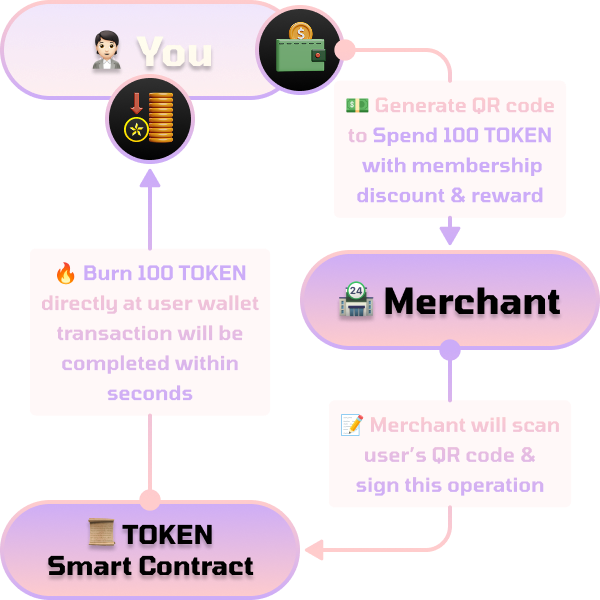 You
Generate QR code
to Spend 100 TOKEN
with membership
discount & reward
24
Merchant
Merchant will scan
user's QR code &
sign this operation
TOKEN
Smart Contract
Burn 100 TOKEN
directly at user wallet
transaction will be
completed within
seconds